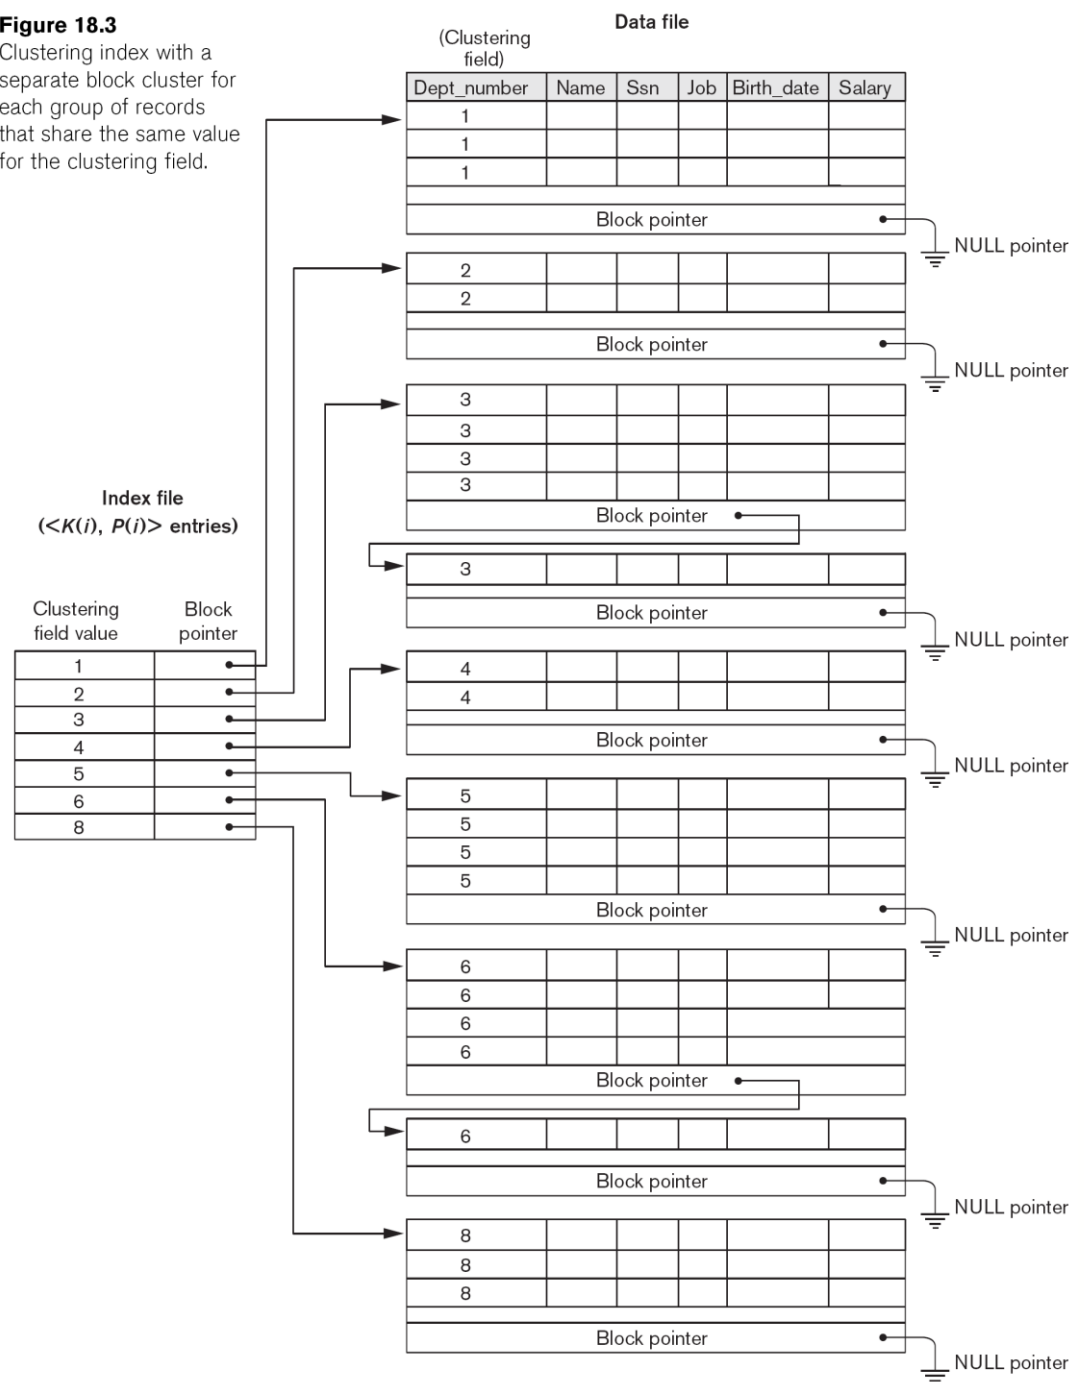 Figure 18.3
Clustering index with a
separate block cluster for
each group of records
that share the same value
for the clustering field.
Data file
(Clustering
field)
Dept_number Name Ssn Job Birth_date Salary
1
1
1
Block pointer
NULL pointer
2
2
Block pointer
NULL pointer
3
3
3
3
Block pointer
3
Block pointer
NULL pointer
4
4
Block pointer
NULL pointer
5
5
5
5
Block pointer
NULL pointer
6
6
6
6
Block pointer
6
Block pointer
NULL pointer
8
8
8
Block pointer
NULL pointer
Index file
(<K(i), P(i)> entries)
Clustering
field value
Block
pointer
1
2
3
4
5
6
8